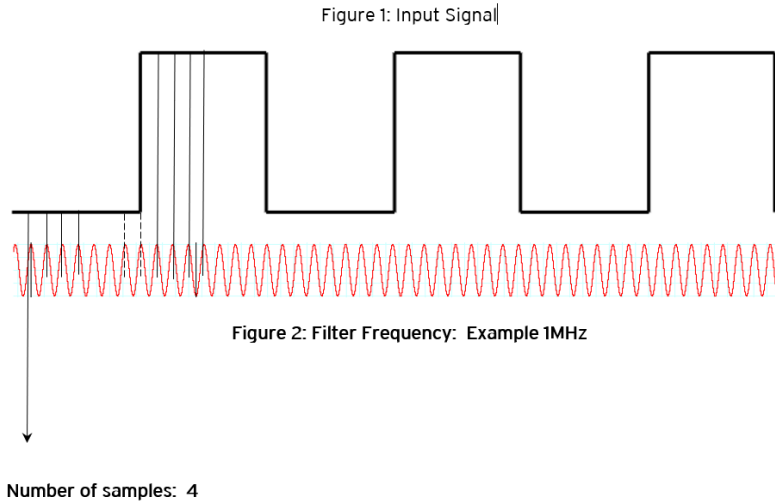 Figure 1: Input Signal
Figure 2: Filter Frequency: Example 1MHz
Number of samples: 4